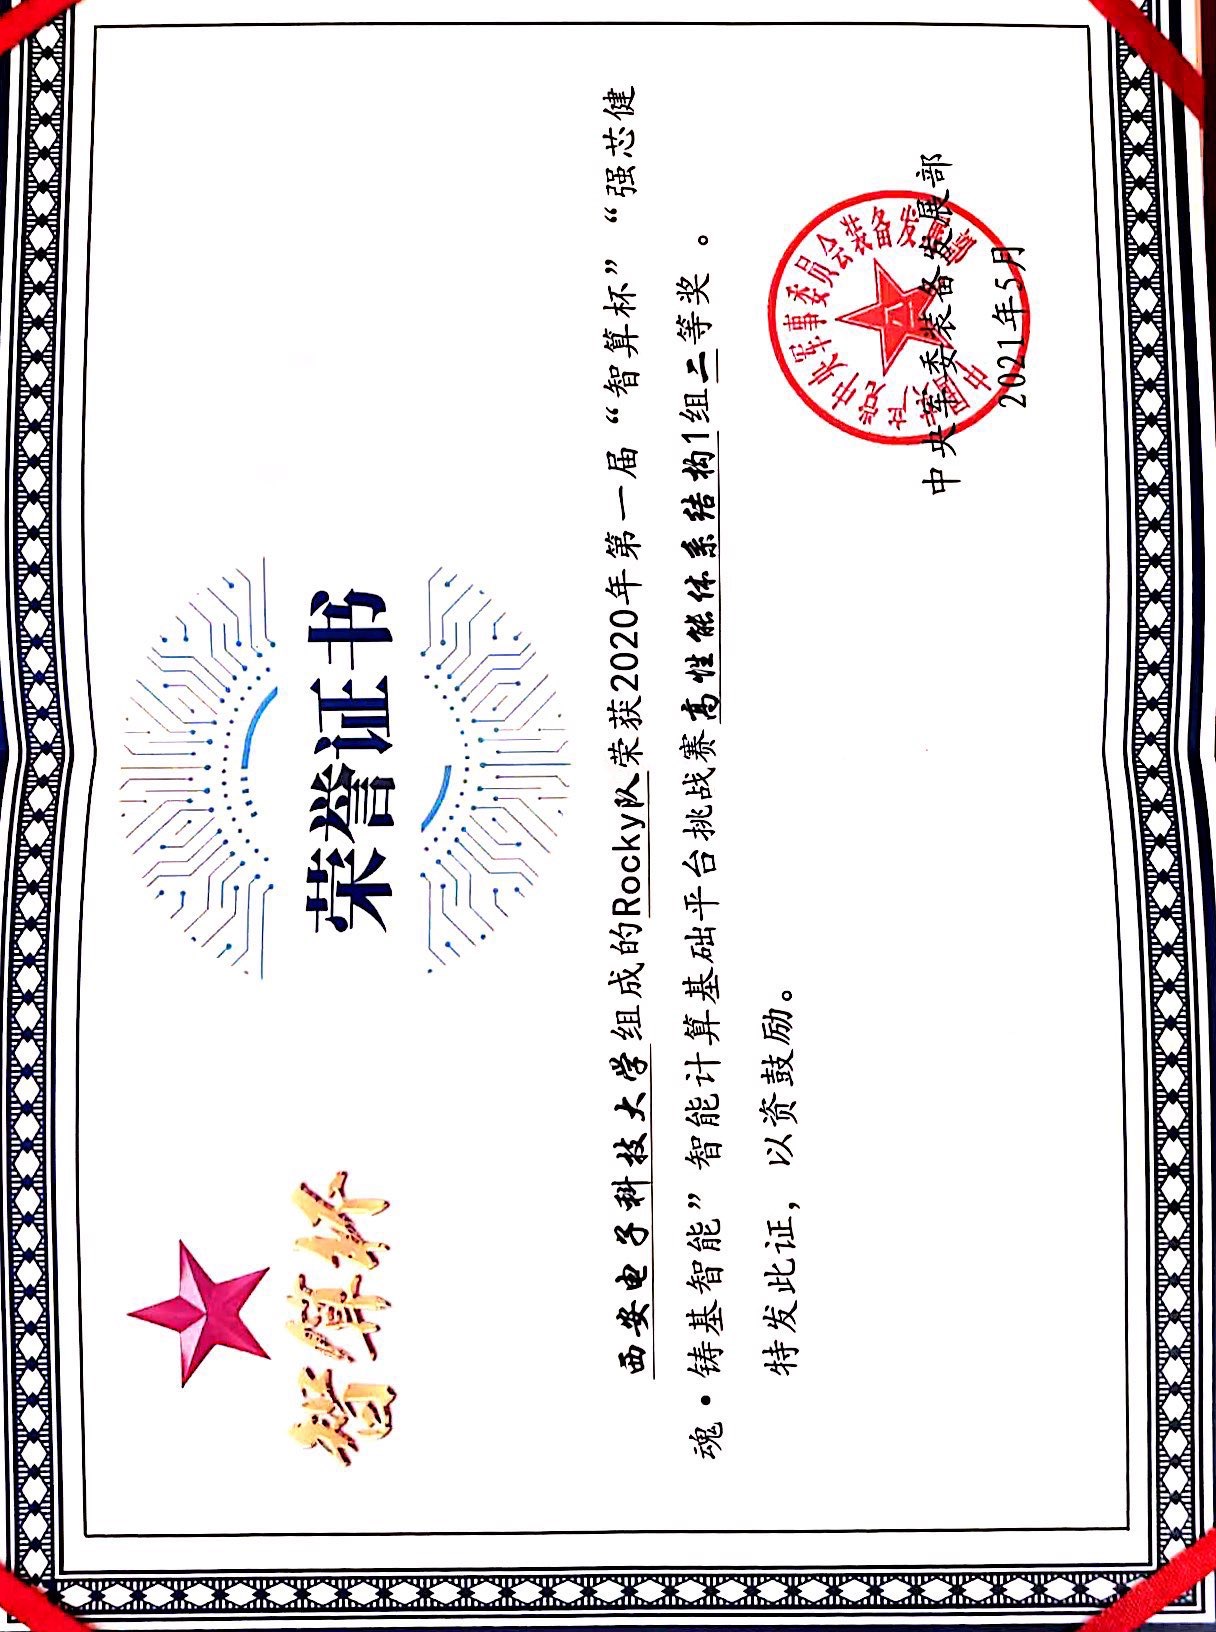 智算杯
荣誉证书
西安电子科技大学组成的Rocky队荣获2020年第一届“智算杯”“强芯健
魂·铸基智能”智能计算基础平台挑战赛高性能体系结构1组二等奖 。
特发此证，以资鼓励。
中国共产党中央军事委员会装备发展部
中央军委装备发展部
2021年5月